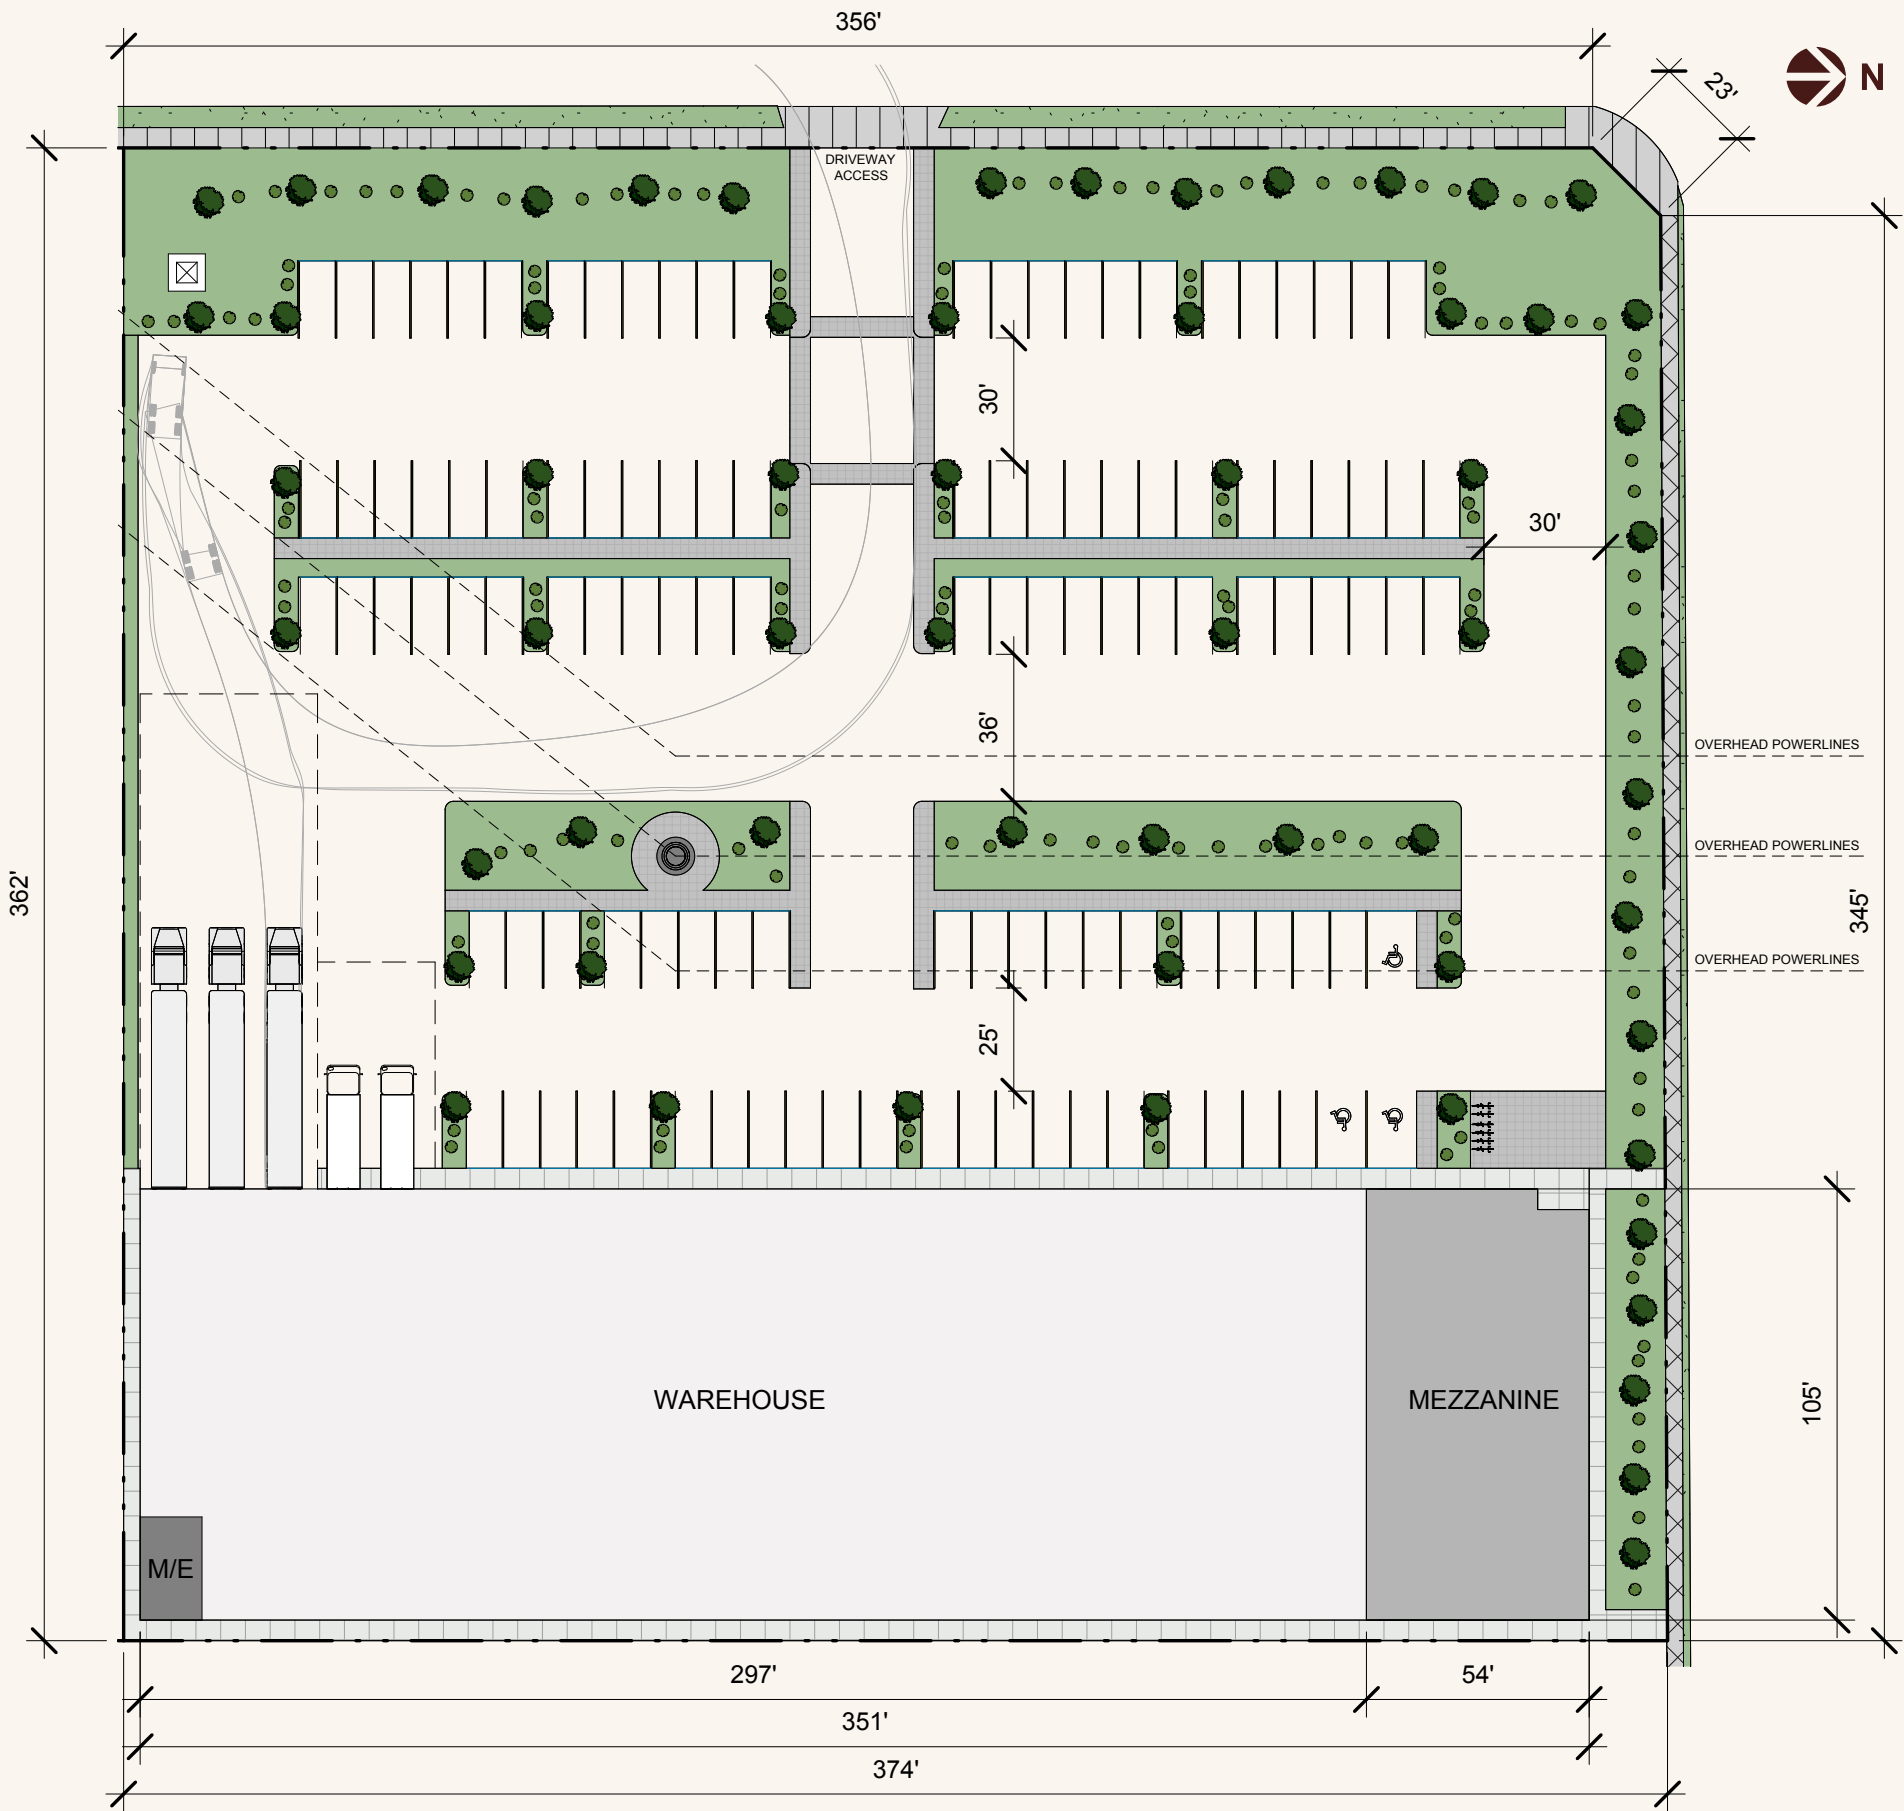 356'
N
23'
DRIVEWAY
ACCESS
30'
30'
36'
OVERHEAD POWERLINES
OVERHEAD POWERLINES
362'
345'
OVERHEAD POWERLINES
25'
WAREHOUSE
MEZZANINE
105'
M/E
297'
54'
351'
374'